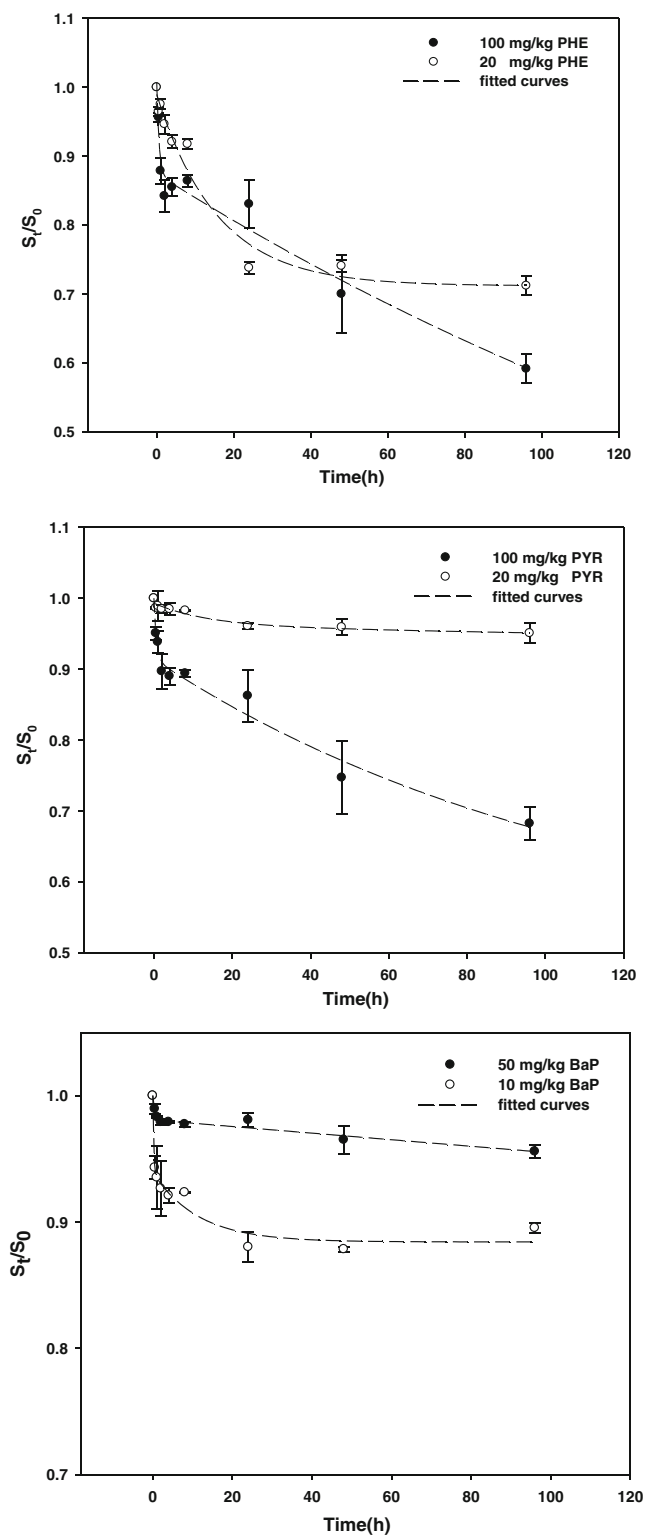 1.1
100 mg/kg PHE
20 mg/kg PHE
1.0
fitted curves
0.9
0.8
St/S0
0.7
0.6
0.5
0 20 40 60 80 100 120
Time(h)
1.1
100 mg/kg PYR
20 mg/kg PYR
1.0
fitted curves
0.9
0.8
St/S0
0.7
0.6
0.5
0 20 40 60 80 100 120
Time(h)
50 mg/kg BaP
1.0
10 mg/kg BaP
fitted curves
0.9
St/S0
0.8
0.7
0 20 40 60 80 100 120
Time(h)